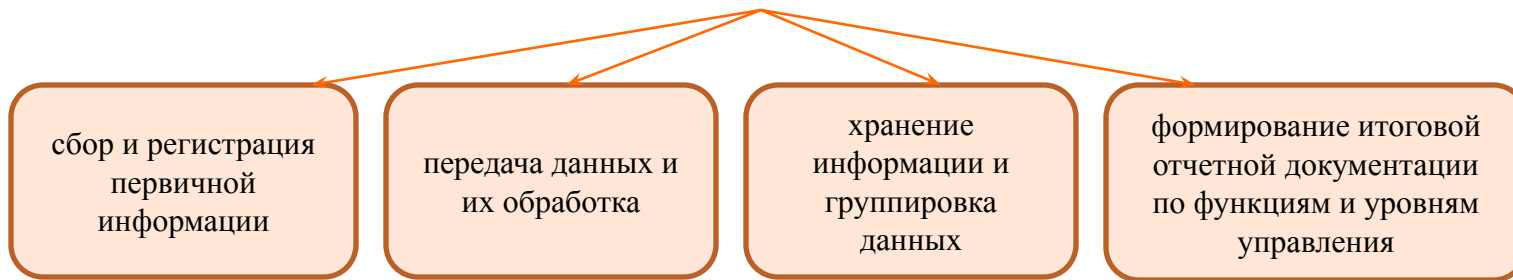 сбор и регистрация
первичной
информации
передача данных и
их обработка
хранение
информации и
группировка
данных
формирование итоговой
отчетной документации
по функциям и уровням
управления